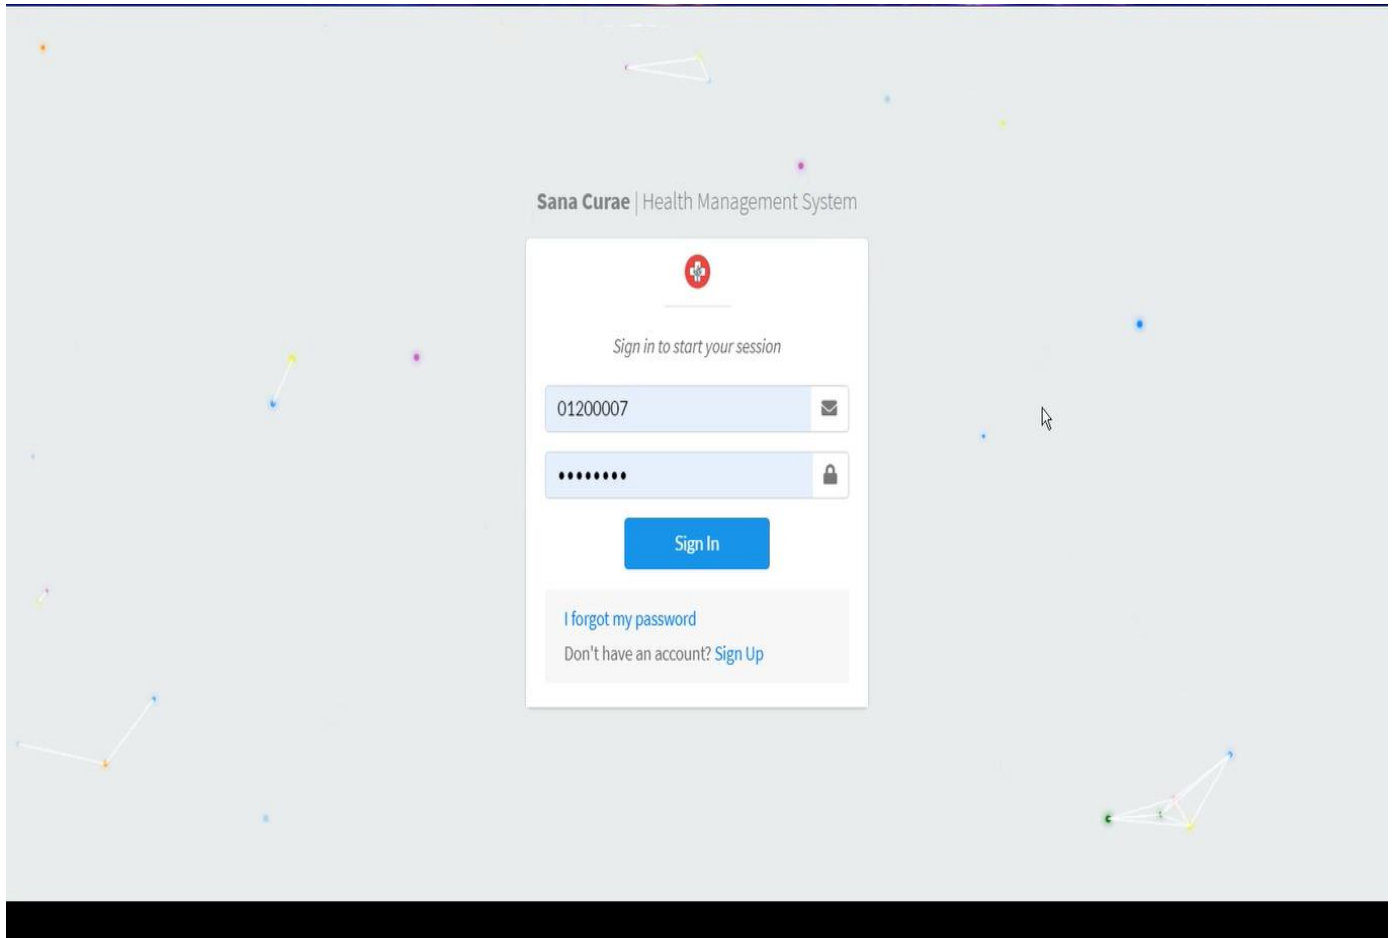 Sana Curae | Health Management System
Sign in to start your session
01200007
••••••••
Sign In
I forgot my password
Don't have an account? Sign Up